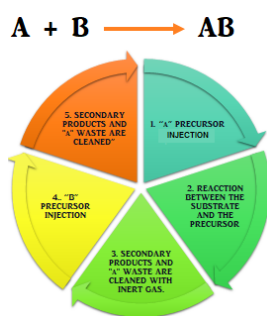 A + B → AB
1. "A" PRECURSOR
INJECTION
2. REACCTION
BETWEEN THE
SUBSTRATE
AND THE
PRECURSOR
3. SECONDARY
PRODUCTS AND
"A" WASTE ARE
CLEANED WITH
INERT GAS.
4.. "B"
PRECURSOR
INJECTION
5. SECONDARY
PRODUCTS AND
"A" WASTE ARE
CLEANED"